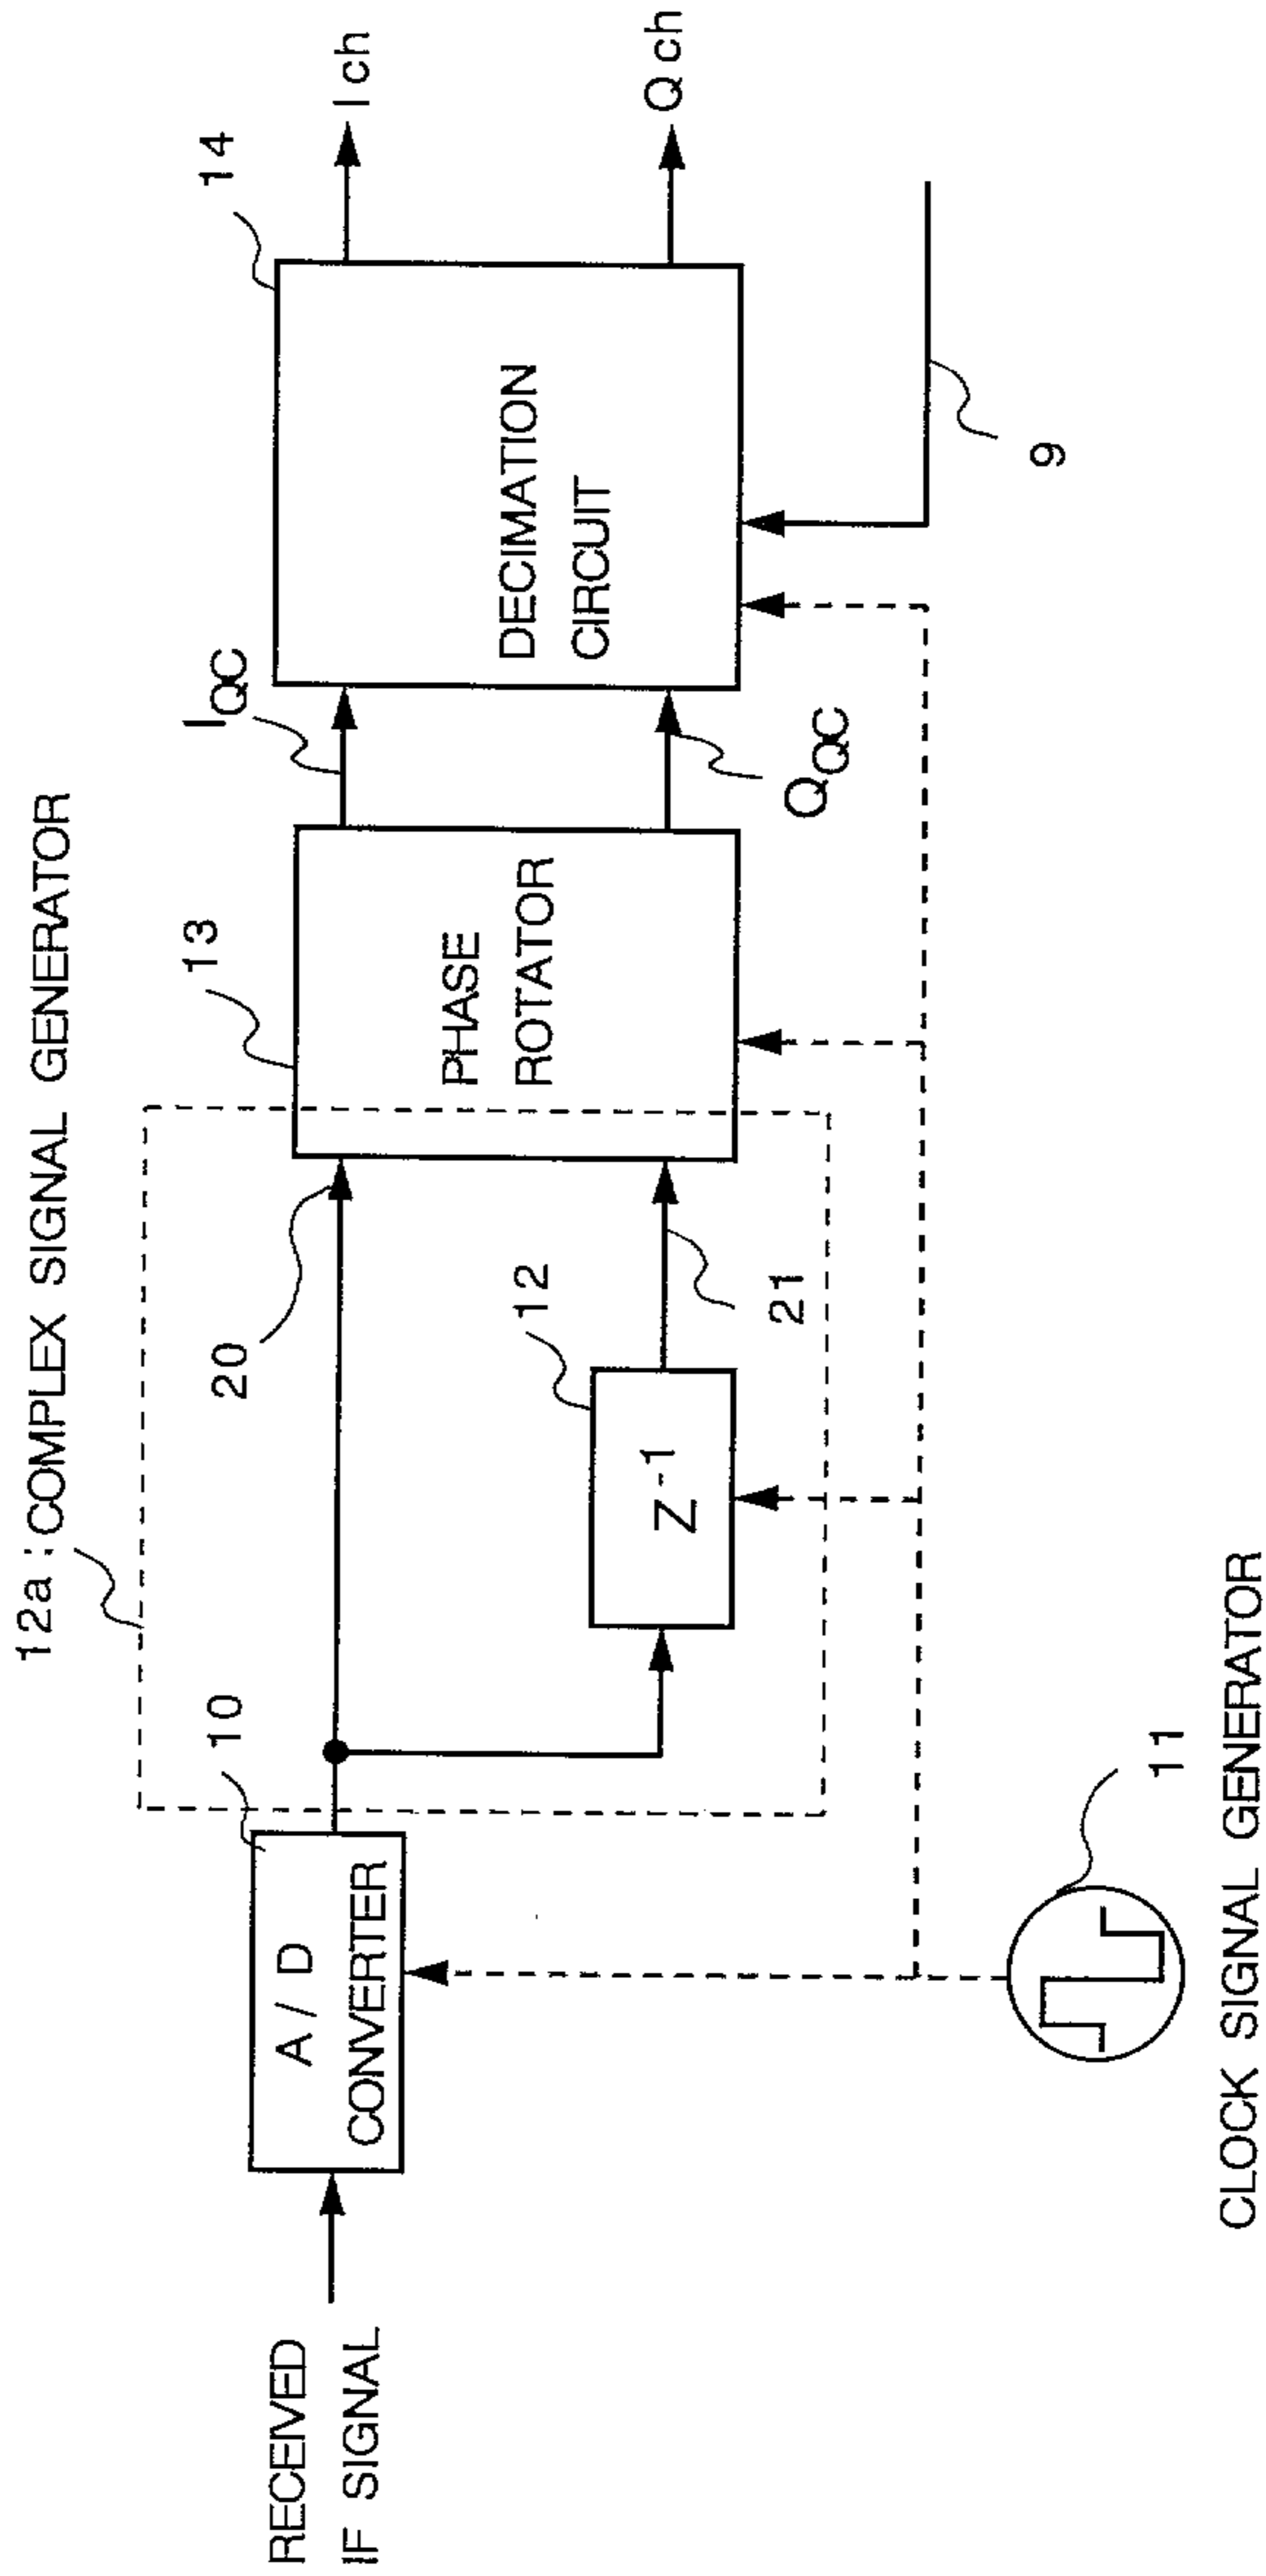 12a : COMPLEX SIGNAL GENERATOR
RECEIVED
IF SIGNAL
10
A / D
CONVERTER
20
12
Z-1
21
13
PHASE
ROTATOR
IQC
QQC
14
DECIMATION
CIRCUIT
I ch
Q ch
9
11
CLOCK SIGNAL GENERATOR